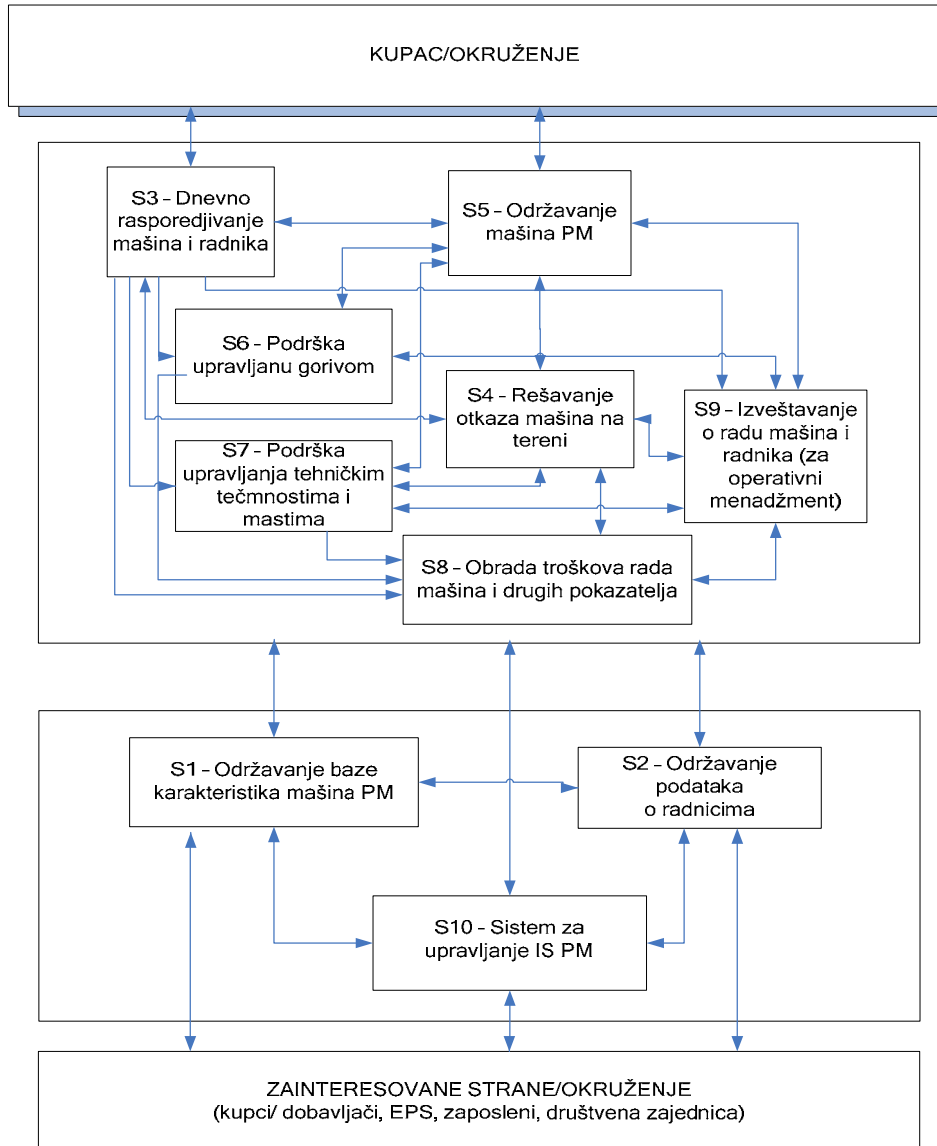 KUPAC/OKRUŽENJE
S3 - Dnevno
rasporedjivanje
mašina i radnika
S5 - Održavanje
mašina PM
S6 - Podrška
upravljanu gorivom
S4 - Rešavanje
otkaza mašina na
tereni
S9 - Izveštavanje
o radu mašina i
radnika (za
operativni
menadžment)
S7 - Podrška
upravljanja tehničkim
tečmnostima i
mastima
S8 - Obrada troškova rada
mašina i drugih pokazatelja
S1 - Održavanje baze
karakteristika mašina PM
S2 - Održavanje
podataka
o radnicima
S10 - Sistem za
upravljanje IS PM
ZAINTERESOVANE STRANE/OKRUŽENJE
(kupci/ dobavljači, EPS, zaposleni, društvena zajednica)